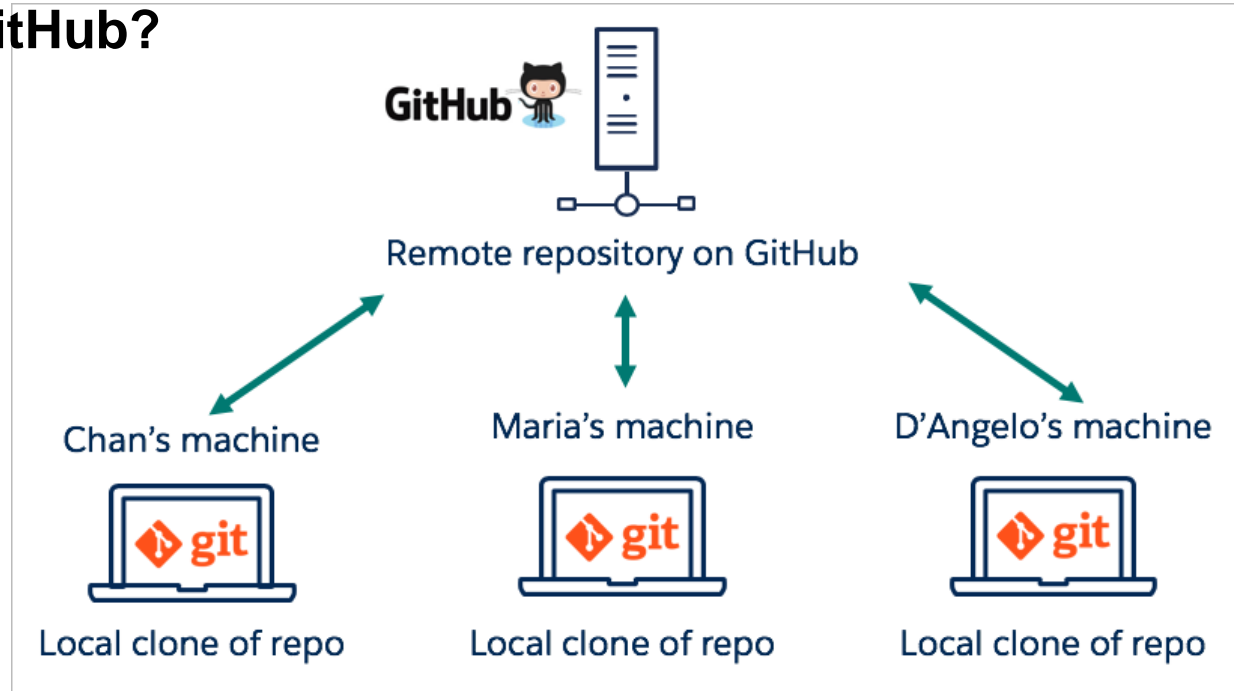 itHub?
GitHub
Remote repository on GitHub
Chan's machine
Maria's machine
D'Angelo's machine
git
git
git
Local clone of repo
Local clone of repo
Local clone of repo